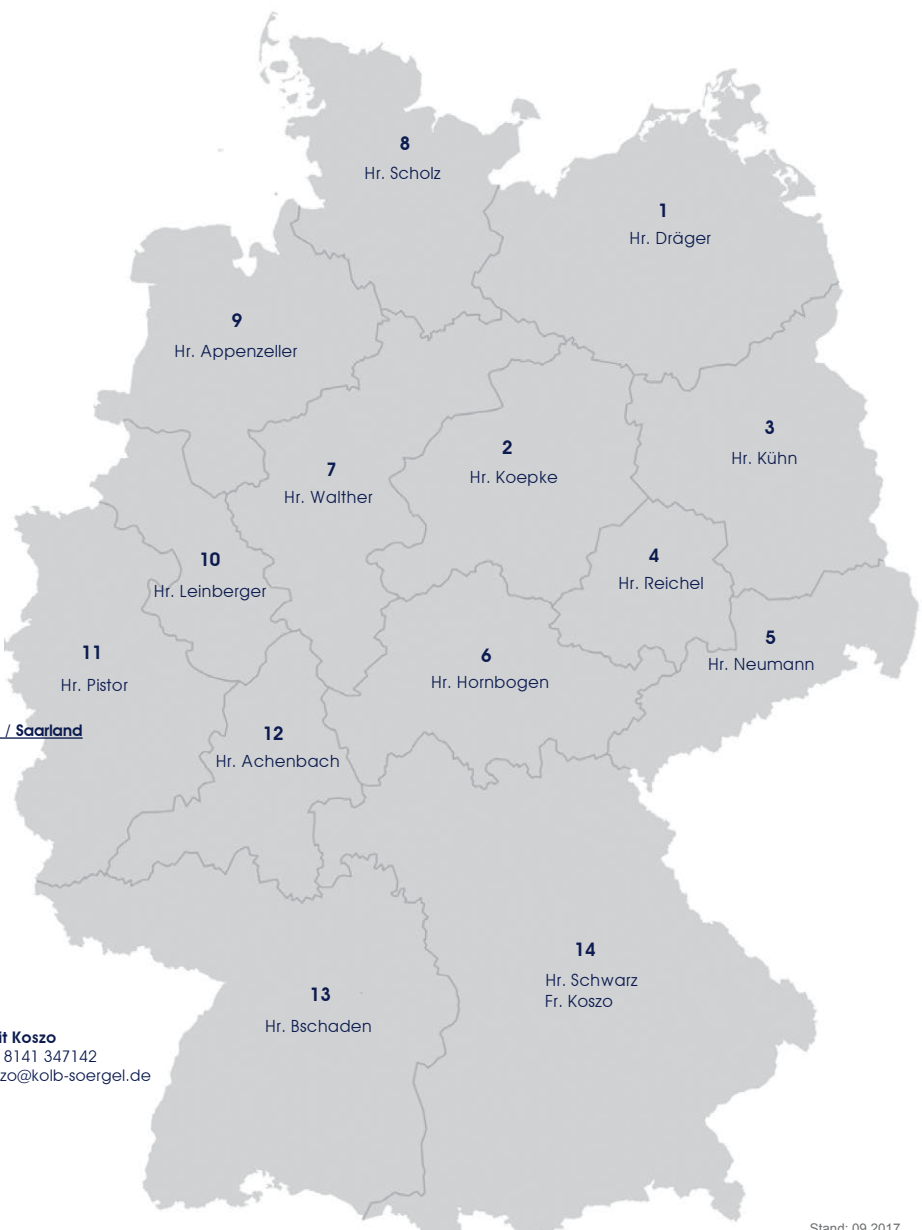 8
Hr. Scholz
1
Hr. Dräger
9
Hr. Appenzeller
3
Hr. Kühn
2
Hr. Koepke
7
Hr. Walther
10
Hr. Leinberger
4
Hr. Reichel
5
Hr. Neumann
11
Hr. Pistor
6
Hr. Hornbogen
/ Saarland
12
Hr. Achenbach
14
Hr. Schwarz
Fr. Koszo
13
Hr. Bschaden
it Koszo
8141 347142
zo@kolb-soergel.de
Stand: 09.2017